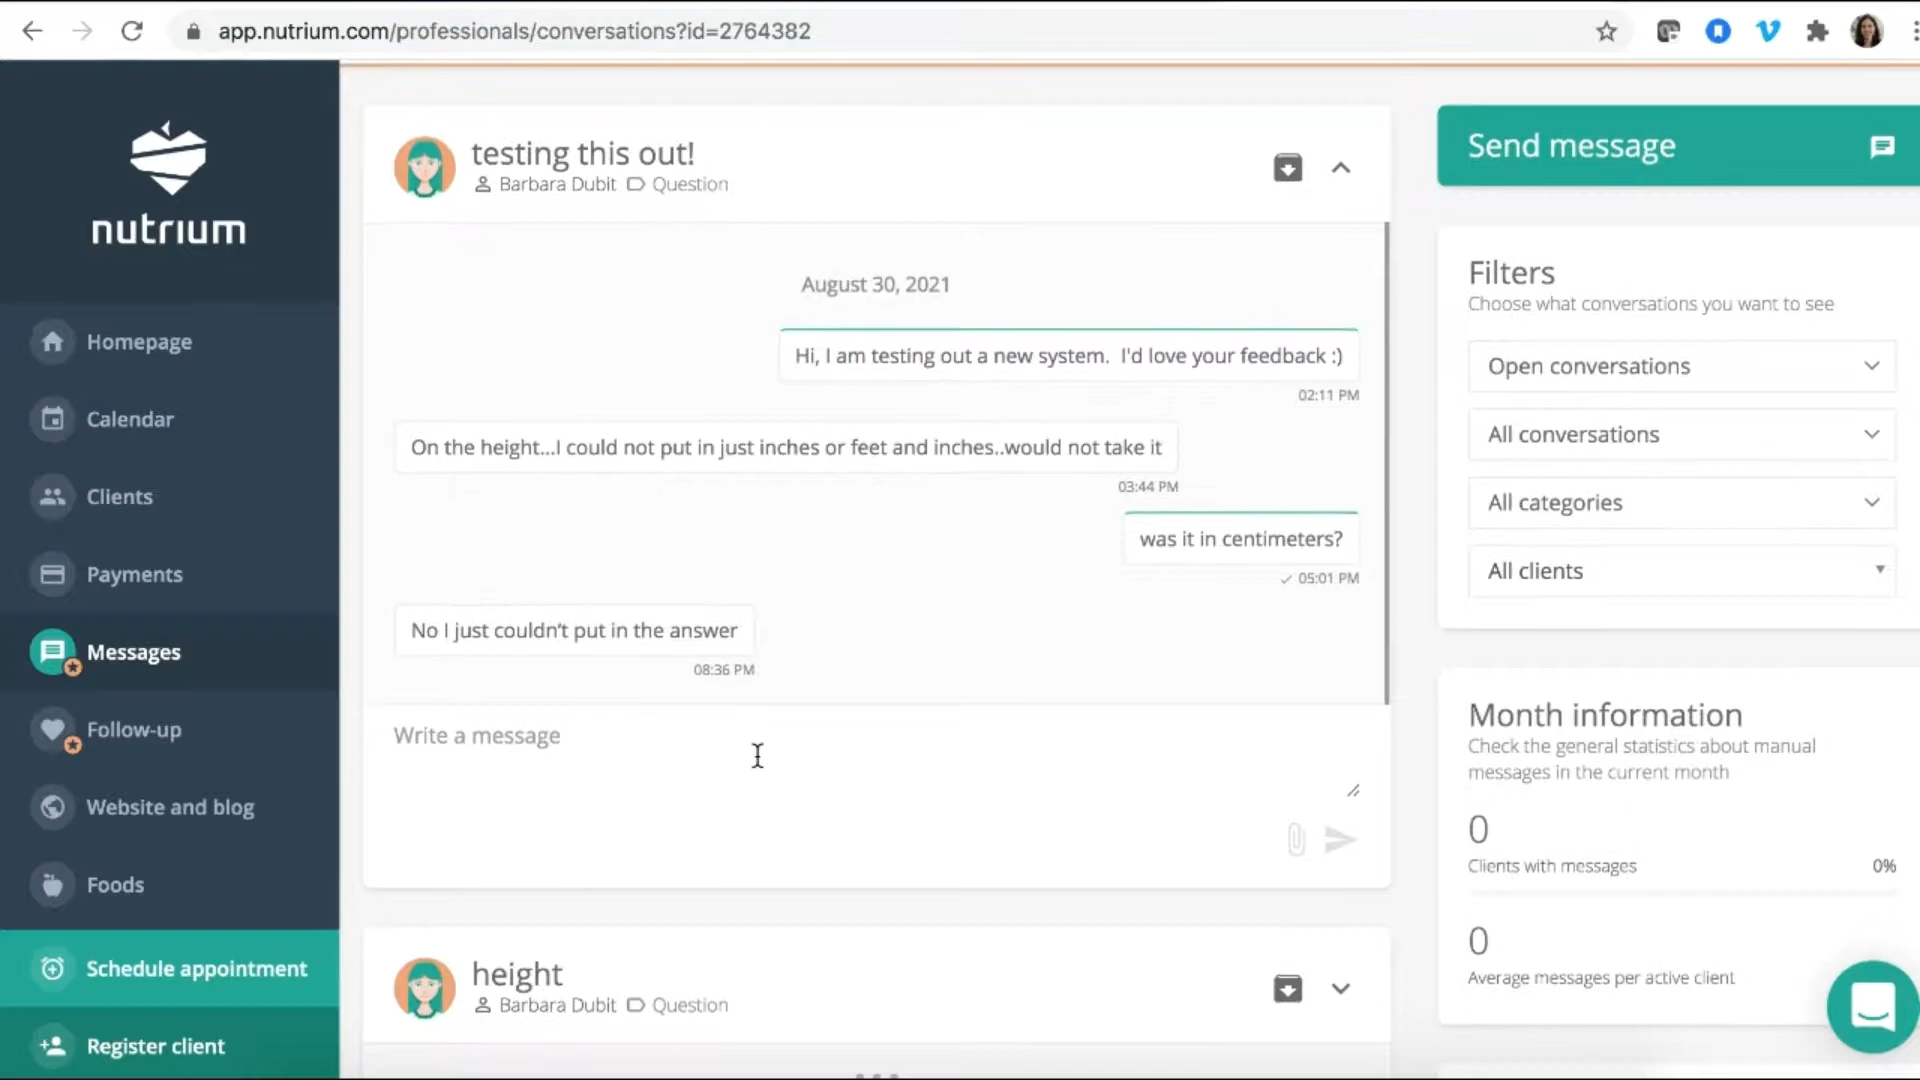 app.nutrium.com/professionals/conversations?id=2764382
nutrium
Homepage
Calendar
Clients
Payments
Messages
Follow-up
Website and blog
Foods
Schedule appointment
Register client
testing this out!
Barbara Dubit Question
August 30, 2021
Hi, I am testing out a new system. I'd love your feedback :)
02:11 PM
On the height...I could not put in just inches or feet and inches..would not take it
03:44 PM
was it in centimeters?
05:01 PM
No I just couldn't put in the answer
08:36 PM
Write a message
height
Barbara Dubit Question
Send message
Filters
Choose what conversations you want to see
Open conversations
All conversations
All categories
All clients
Month information
Check the general statistics about manual
messages in the current month
0
Clients with messages 0%
0
Average messages per active client